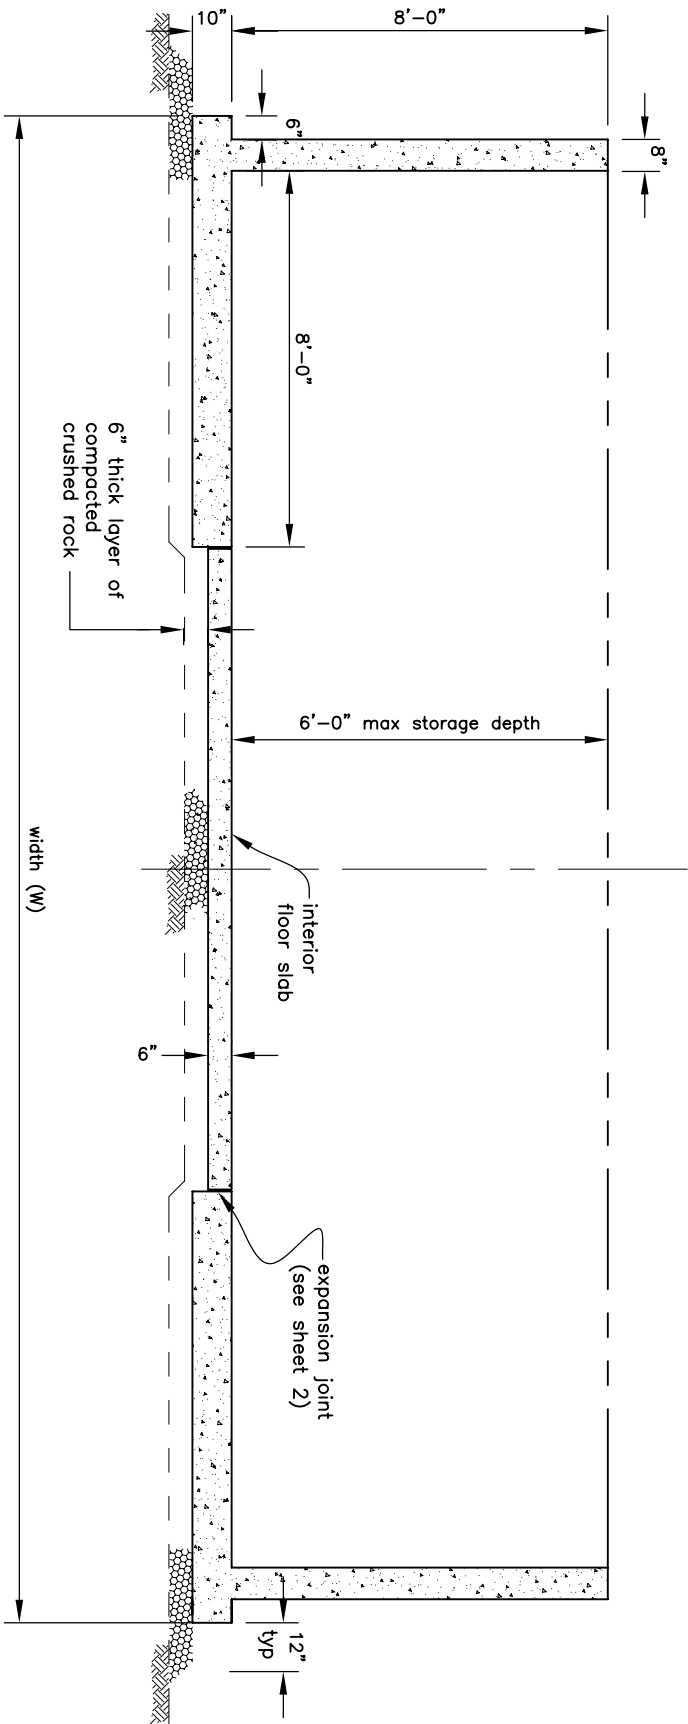 10”
8’-0”
6”
8”
8’-0”
6” thick layer of
compacted
crushed rock
6’-0” max storage depth
width (W)
interior
floor slab
6”
expansion joint
(see sheet 2)
12”
typ